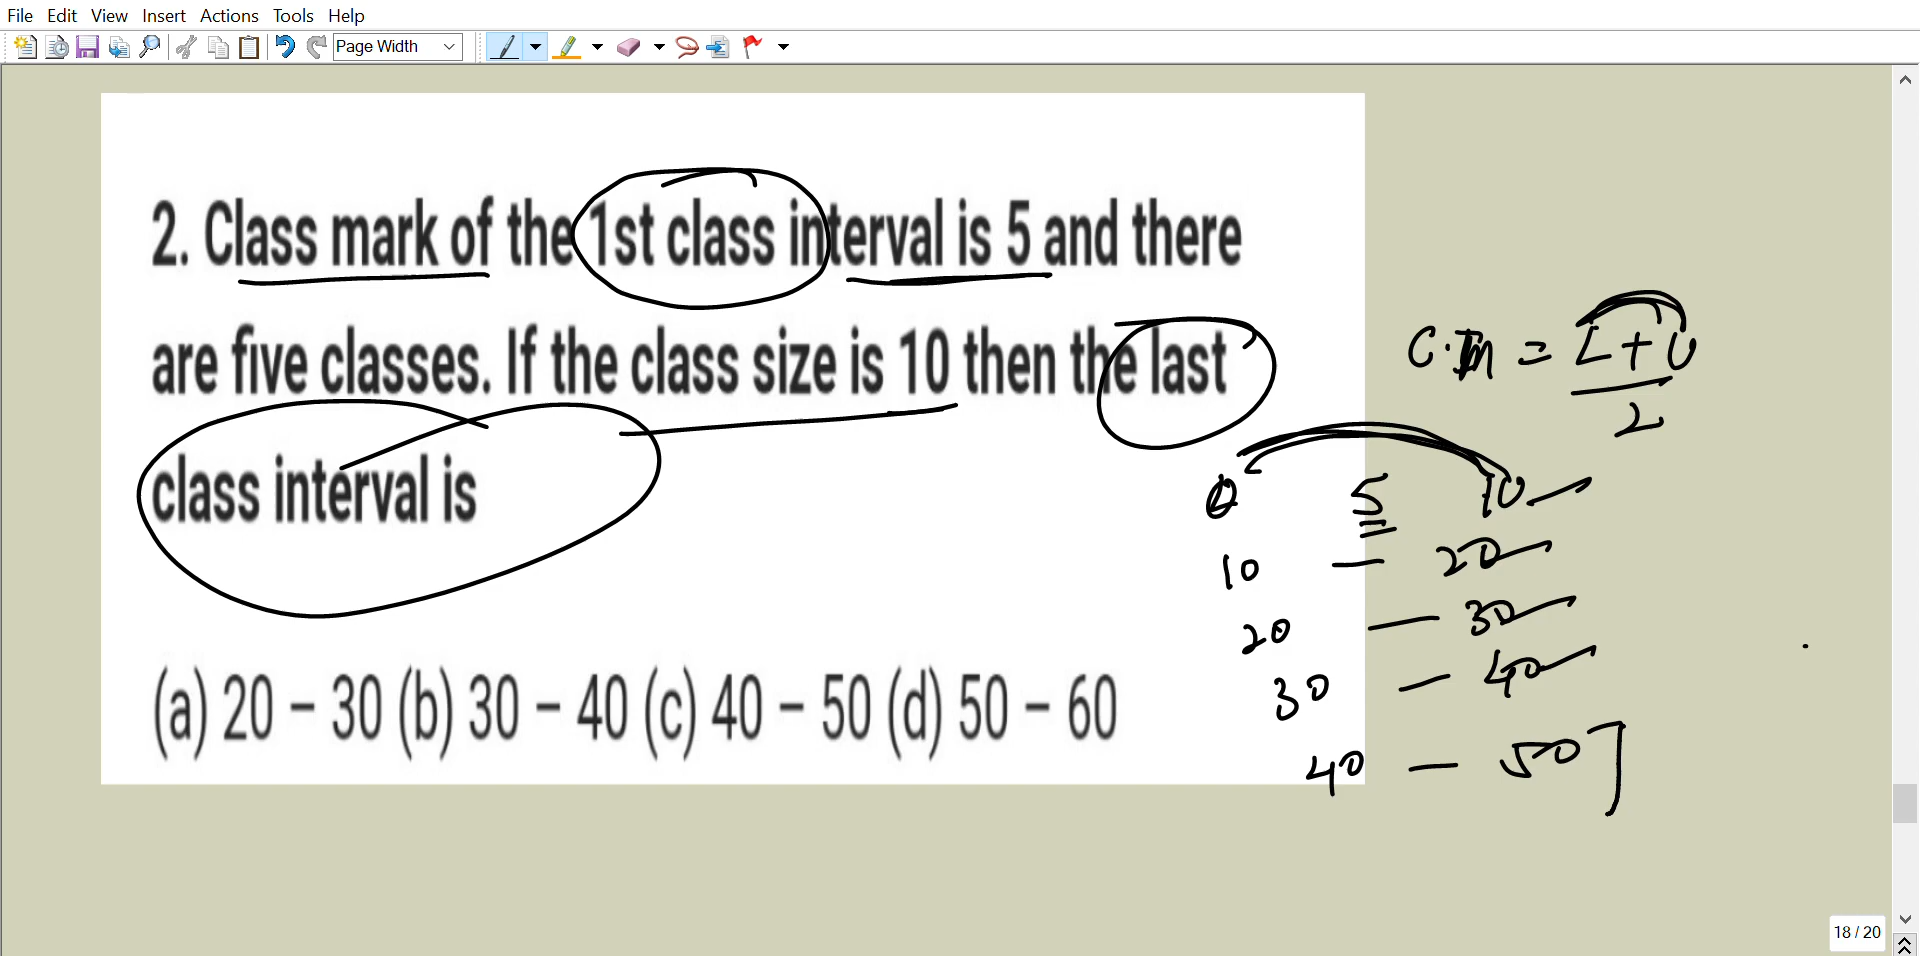 File Edit View Insert Actions Tools Help
Page Width
2. Class mark of the 1st class interval is 5 and there
are five classes. If the class size is 10 then the last
class interval is
(a) 20 – 30 (b) 30 – 40 (c) 40 – 50 (d) 50 – 60
C.M = L+U
2
0 5 10
10 — 20
20 — 30
30 — 40
40 — 50
18 / 20